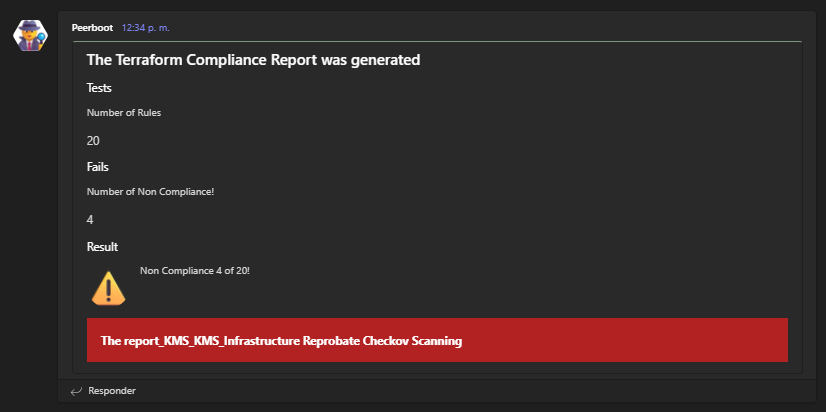 Peerboot 12:34 p. m.
The Terraform Compliance Report was generated
Tests
Number of Rules
20
Fails
Number of Non Compliance!
4
Result
Non Compliance 4 of 20!
The report_KMS_KMS_Infrastructure Reprobate Checkov Scanning
Responder